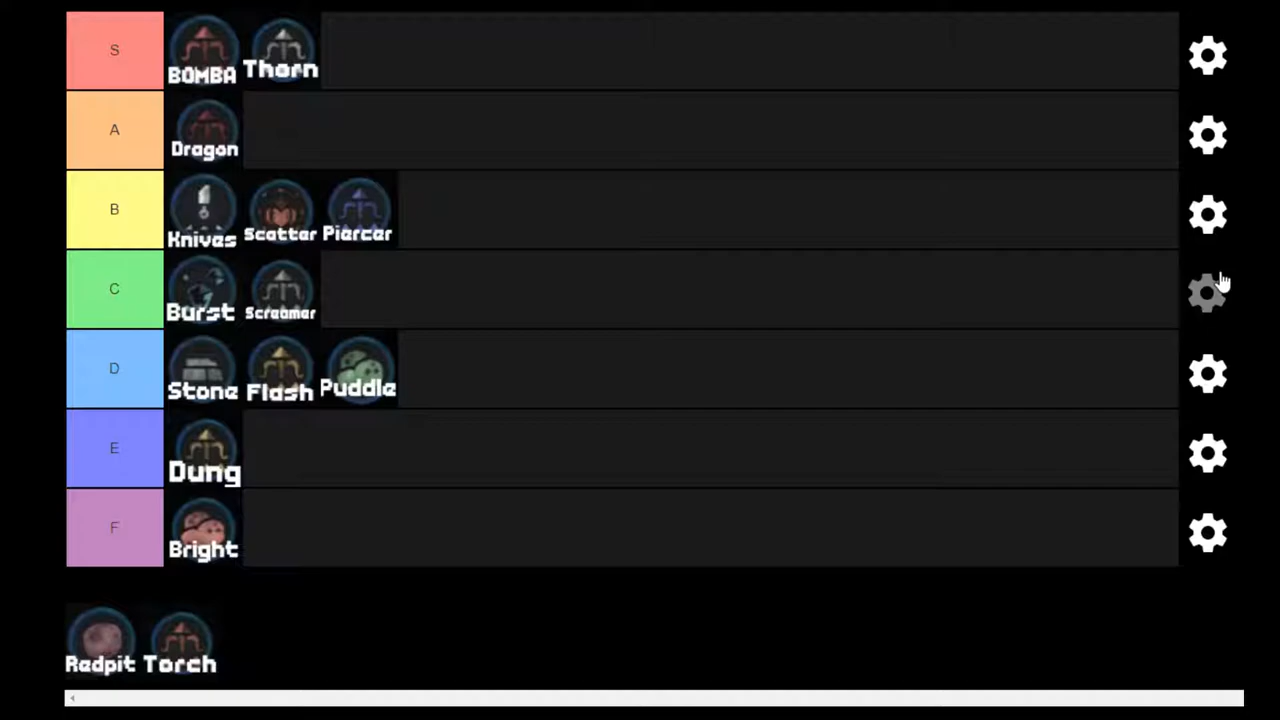 S
BOMBA Thorn
A
Dragon
B
Knives Scatter Piercer
C
Burst Screamer
D
Stone Flash Puddle
E
Dung
F
Bright
Redpit Torch